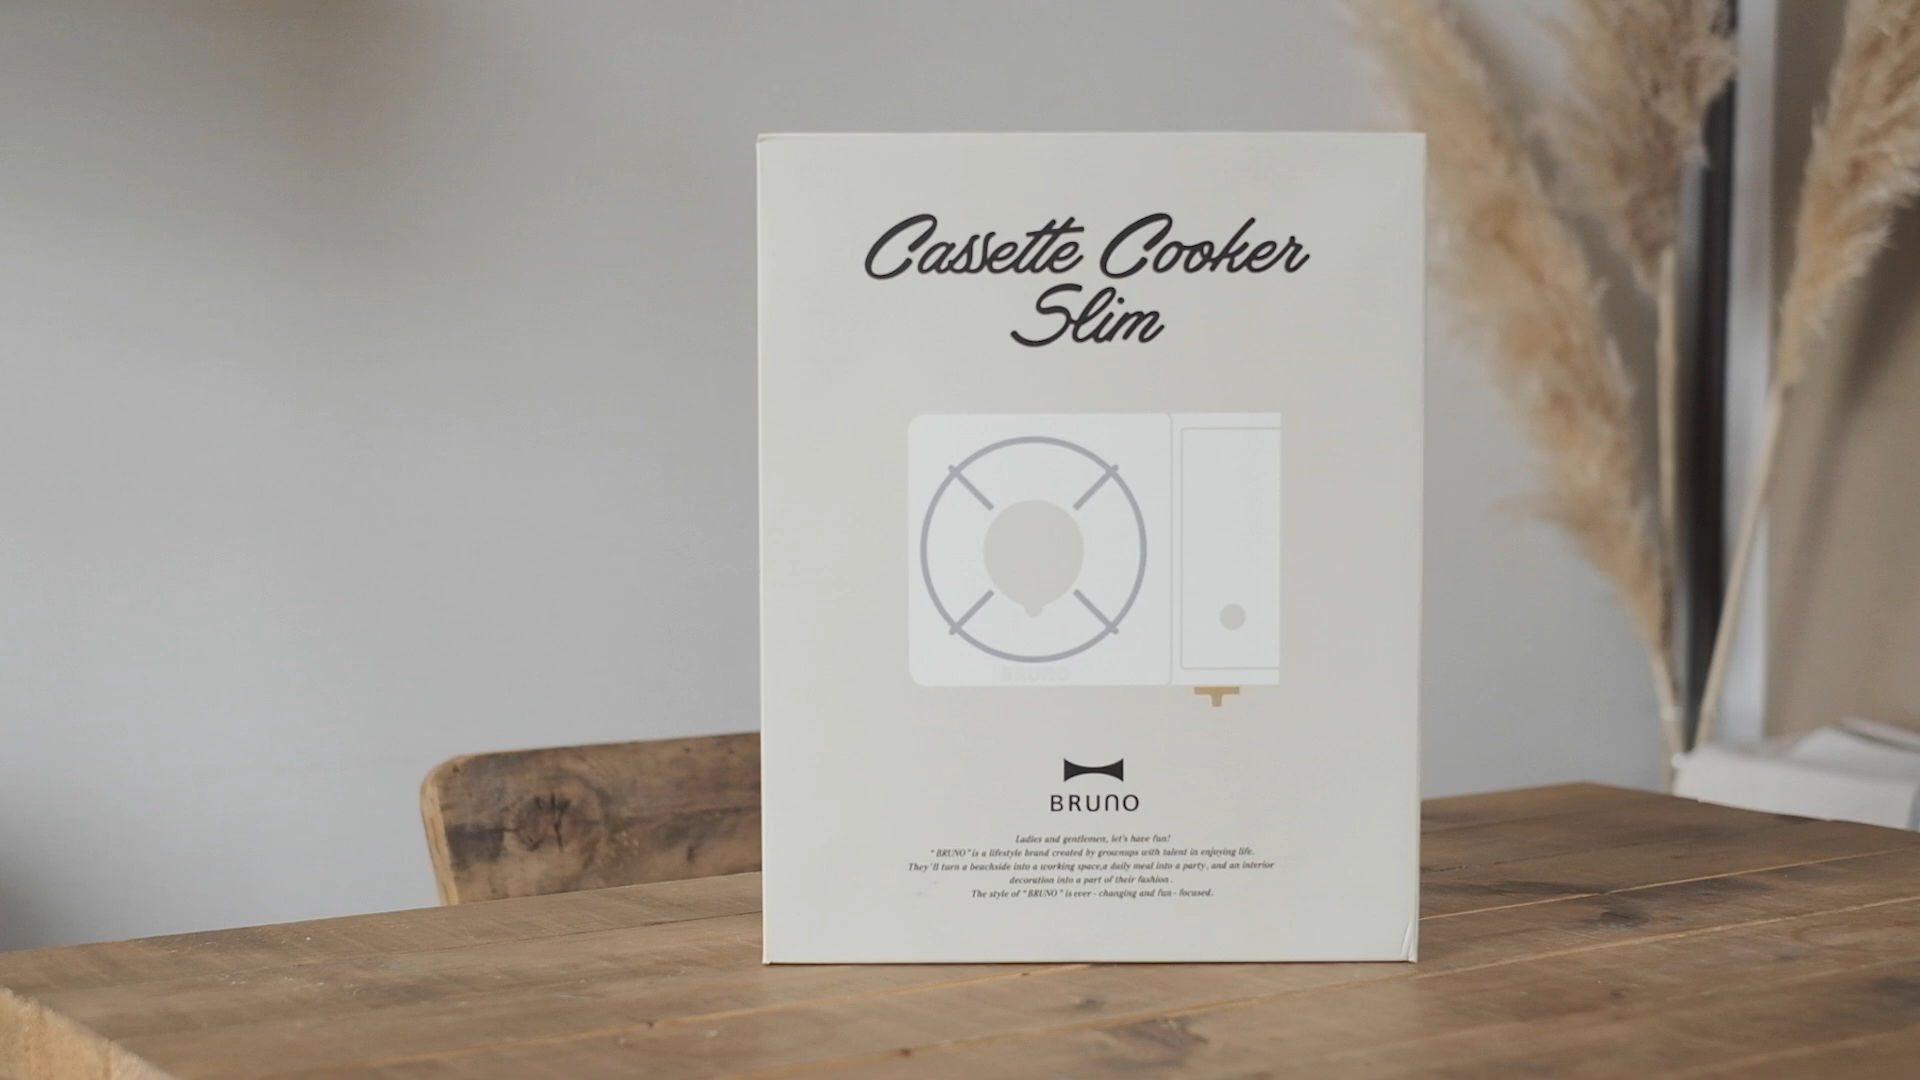 Cassette Cooker
Slim
BRUNO
BRUNO
Ladies and gentlemen, let's have fun!
"BRUNO" is a lifestyle brand created by grownups with talent in enjoying life.
They'll turn a beachside into a working space,a daily meal into a party, and an interior
decoration into a part of their fashion.
The style of "BRUNO" is ever - changing and fun - focused.